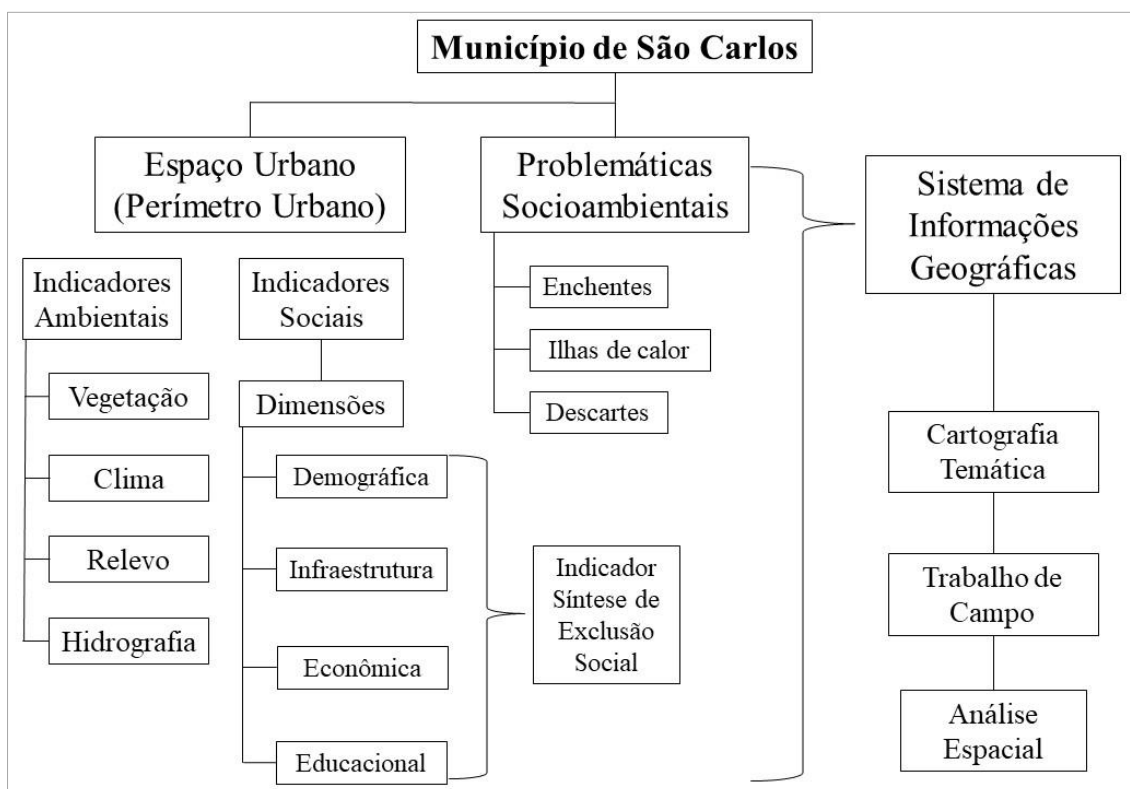 Município de São Carlos
Espaço Urbano
(Perímetro Urbano)
Problemáticas
Socioambientais
Sistema de
Informações
Geográficas
Indicadores
Ambientais
Vegetação
Clima
Relevo
Hidrografia
Indicadores
Sociais
Dimensões
Demográfica
Infraestrutura
Econômica
Educacional
Indicador
Síntese de
Exclusão
Social
Enchentes
Ilhas de calor
Descartes
Cartografia
Temática
Trabalho de
Campo
Análise
Espacial